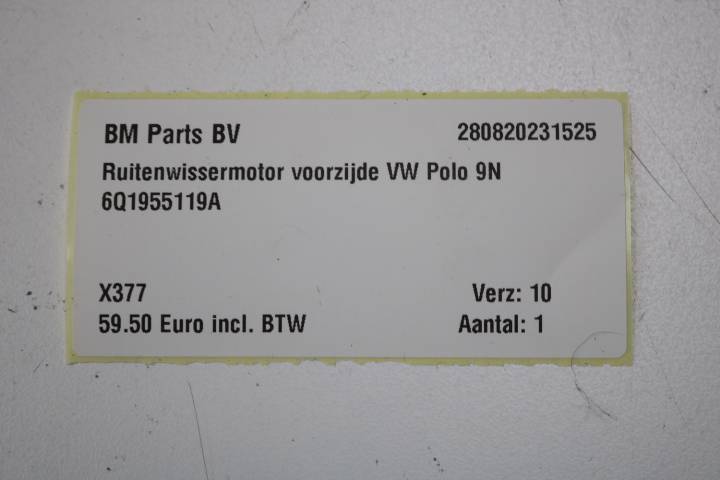 BM Parts BV 280820231525
Ruitenwissermotor voorzijde VW Polo 9N
6Q1955119A
X377 Verz: 10
59.50 Euro incl. BTW Aantal: 1